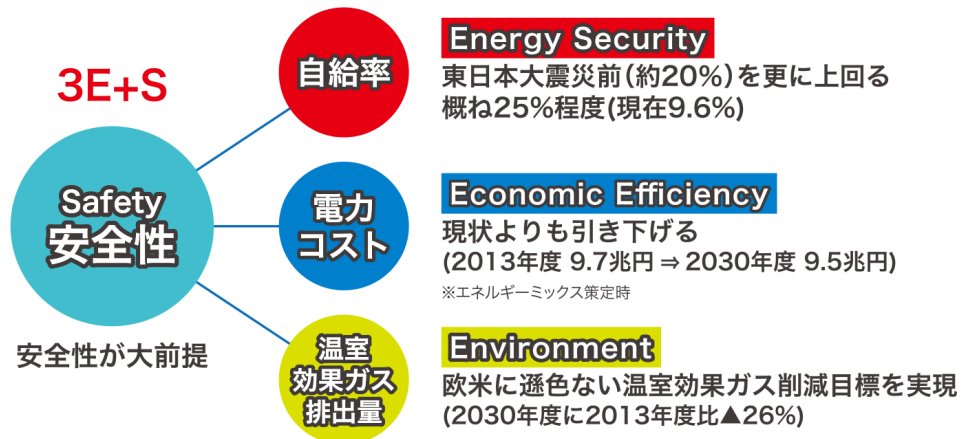 3E+S
Safety
安全性
安全性が大前提
自給率
Energy Security
東日本大震災前(約20%)を更に上回る
概ね25%程度(現在9.6%)
電力
コスト
Economic Efficiency
現状よりも引き下げる
(2013年度 9.7兆円 ⇒ 2030年度 9.5兆円)
※エネルギーミックス策定時
温室
効果ガス
排出量
Environment
欧米に遜色ない温室効果ガス削減目標を実現
(2030年度に2013年度比▲26%)